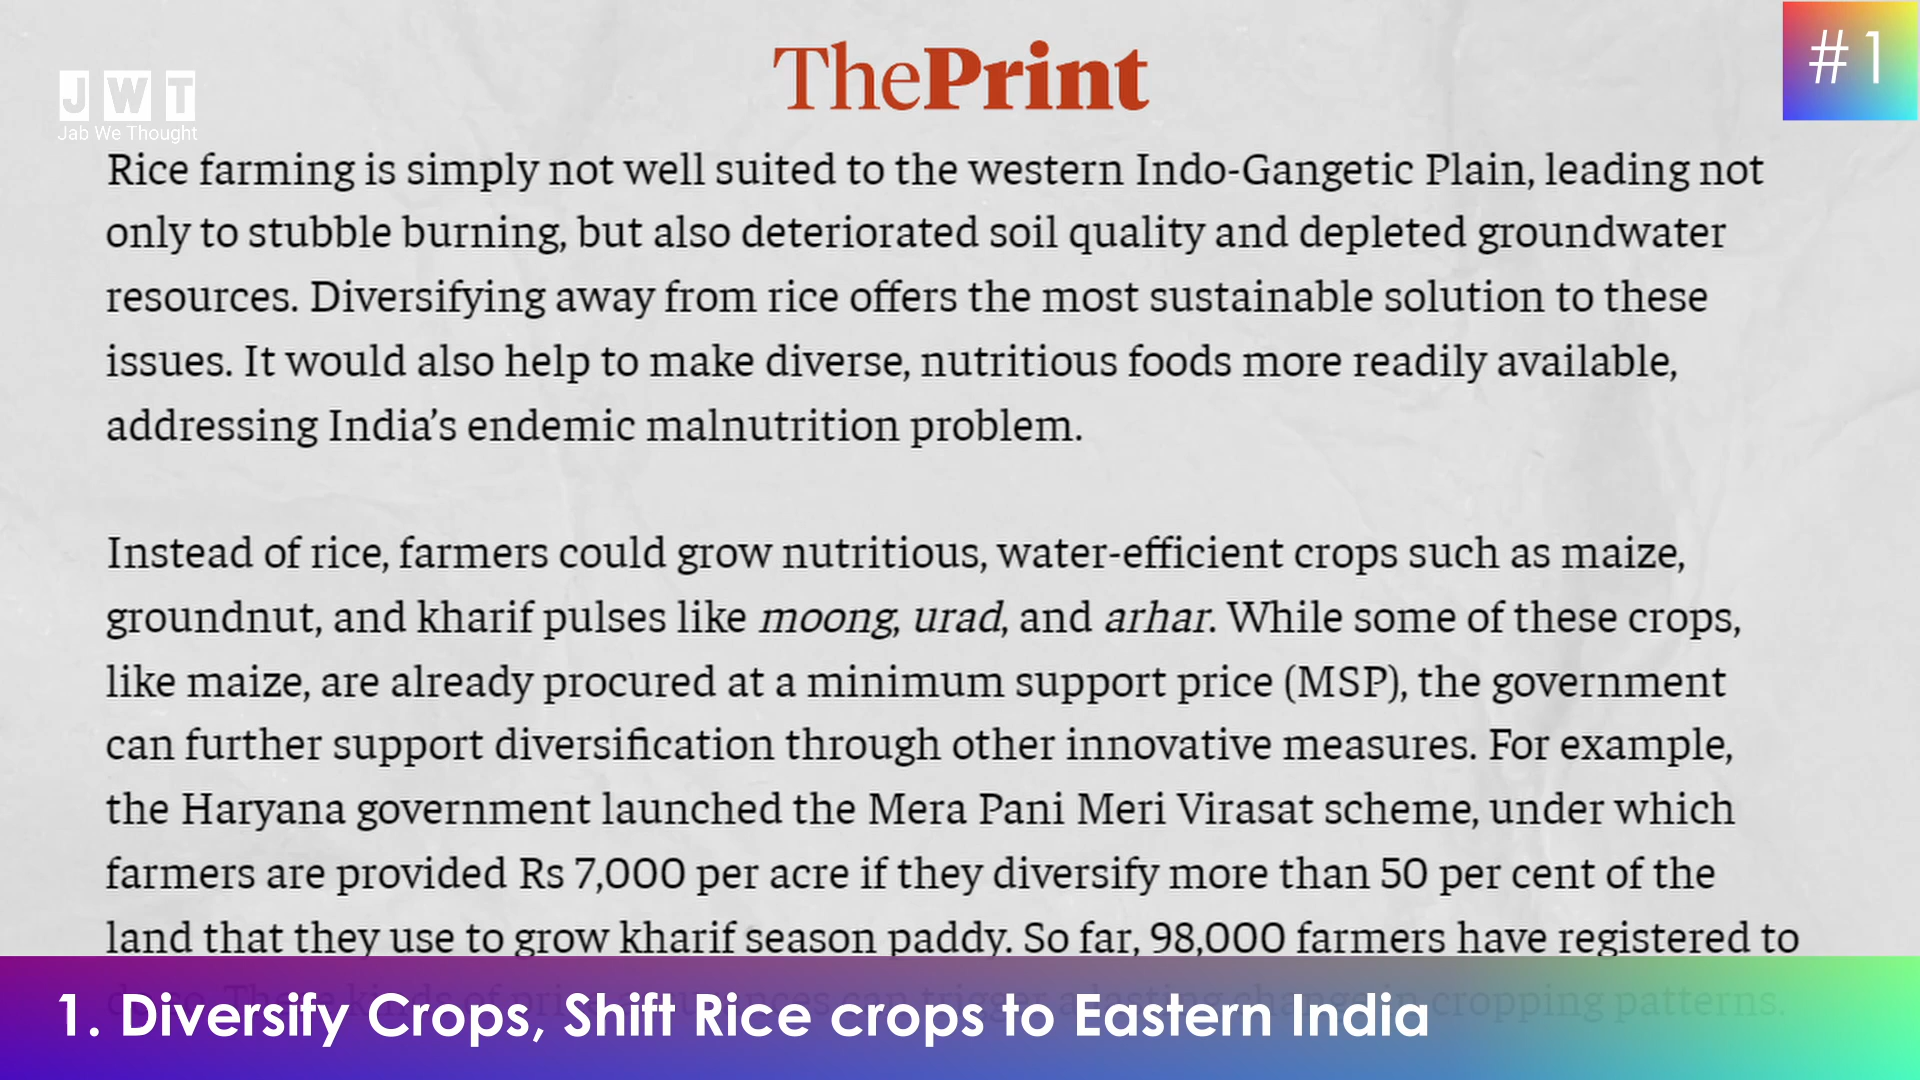 ThePrint
#1
JWT
Jab We Thought
Rice farming is simply not well suited to the western Indo-Gangetic Plain, leading not
only to stubble burning, but also deteriorated soil quality and depleted groundwater
resources. Diversifying away from rice offers the most sustainable solution to these
issues. It would also help to make diverse, nutritious foods more readily available,
addressing India’s endemic malnutrition problem.
Instead of rice, farmers could grow nutritious, water-efficient crops such as maize,
groundnut, and kharif pulses like moong, urad, and arhar. While some of these crops,
like maize, are already procured at a minimum support price (MSP), the government
can further support diversification through other innovative measures. For example,
the Haryana government launched the Mera Pani Meri Virasat scheme, under which
farmers are provided Rs 7,000 per acre if they diversify more than 50 per cent of the
land that they use to grow kharif season paddy. So far, 98,000 farmers have registered to
cropping patterns.
1. Diversify Crops, Shift Rice crops to Eastern India